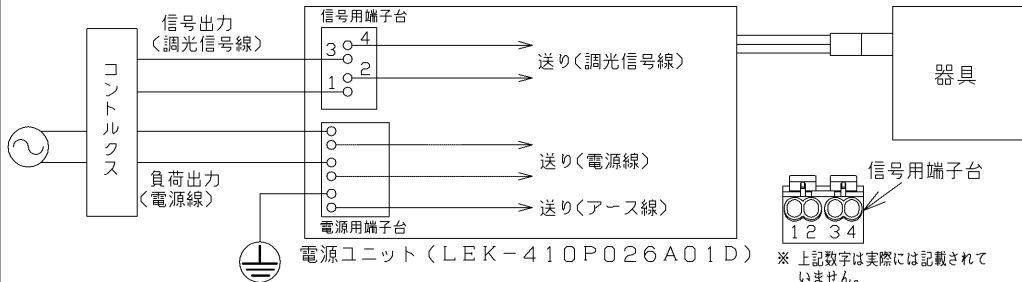 信号出力
(調光信号線)
コントルクス
負荷出力
(電源線)
信号用端子台
4
3
2
1
送り(調光信号線)
送り(電源線)
送り(アース線)
電源用端子台
電源ユニット(LEK-410P026A01D)
器具
信号用端子台
1 2 3 4
※ 上記数字は実際には記載されて
いません。